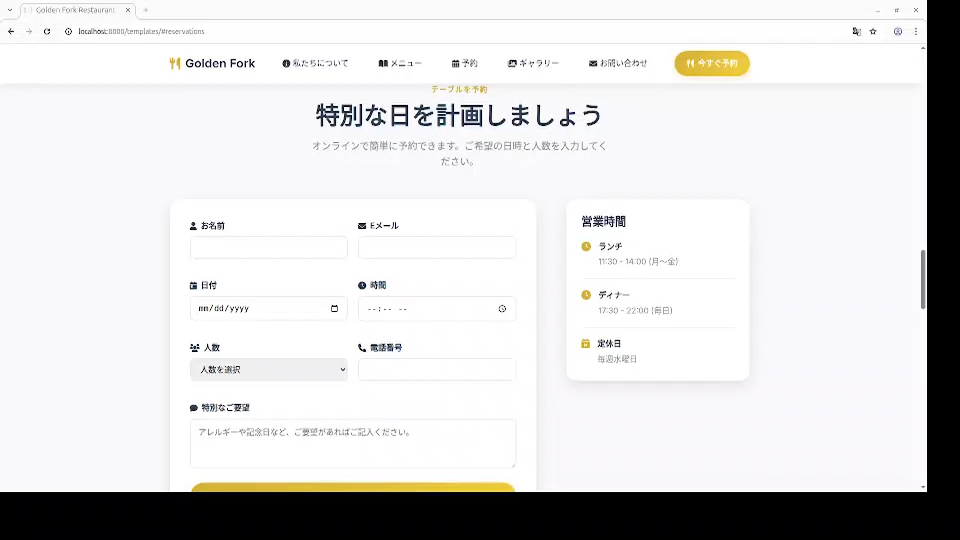 Golden Fork Restaurant
localhost:8000/templates/#reservations
Golden Fork
私たちについて
メニュー
予約
ギャラリー
お問い合わせ
今すぐ予約
テーブルを予約
特別な日を計画しましょう
オンラインで簡単に予約できます。ご希望の日時と人数を入力してく
ださい。
お名前
Eメール
日付
時間
mm/dd/yyyy
--:-- --
人数
電話番号
人数を選択
特別なご要望
アレルギーや記念日など、ご要望があればご記入ください。
営業時間
ランチ
11:30 - 14:00 (月〜金)
ディナー
17:30 - 22:00 (毎日)
定休日
毎週水曜日